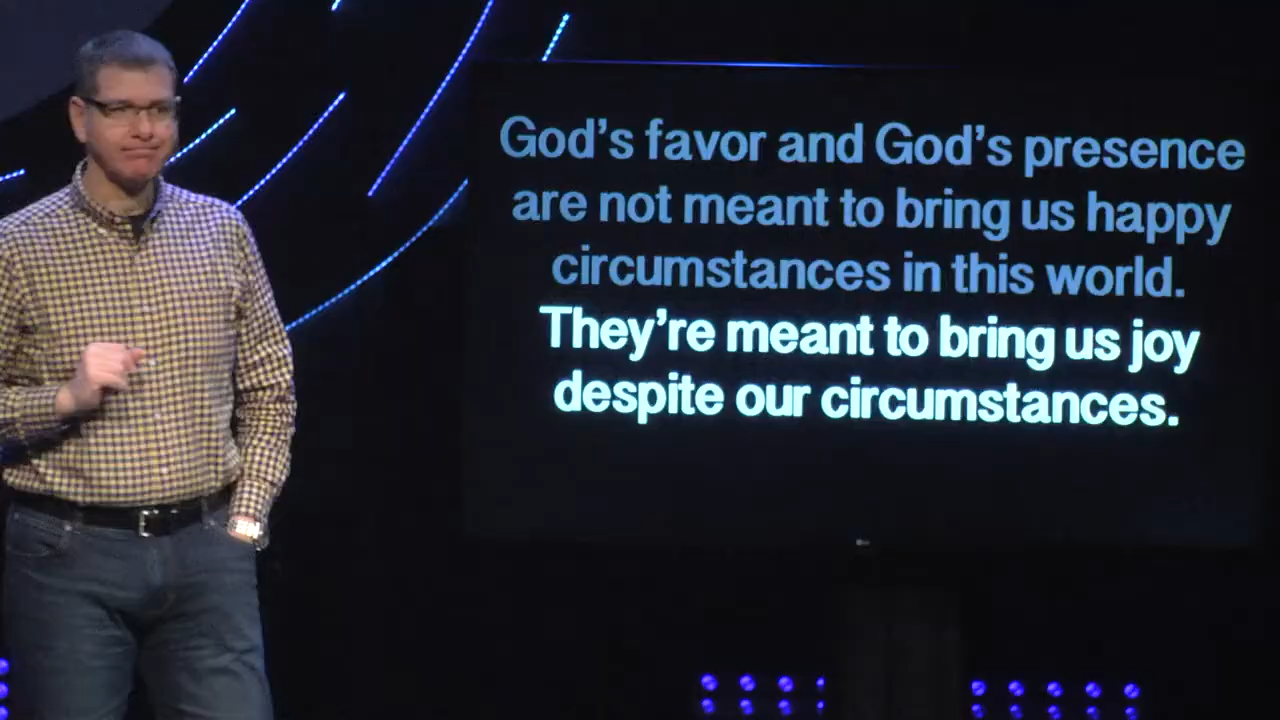 God’s favor and God’s presence
are not meant to bring us happy
circumstances in this world.
They’re meant to bring us joy
despite our circumstances.